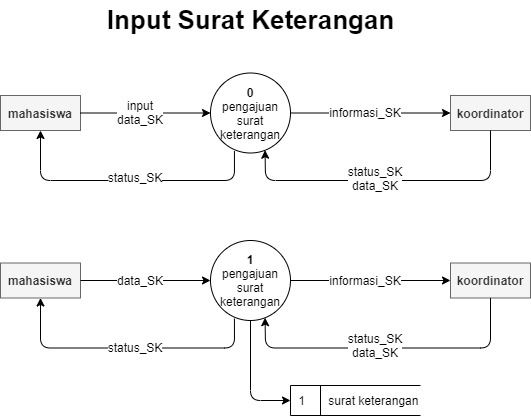 Input Surat Keterangan
0
pengajuan
surat
keterangan
mahasiswa
input
data_SK
informasi_SK
koordinator
status_SK
status_SK
data_SK
1
pengajuan
surat
keterangan
mahasiswa
data_SK
informasi_SK
koordinator
status_SK
status_SK
data_SK
1
surat keterangan